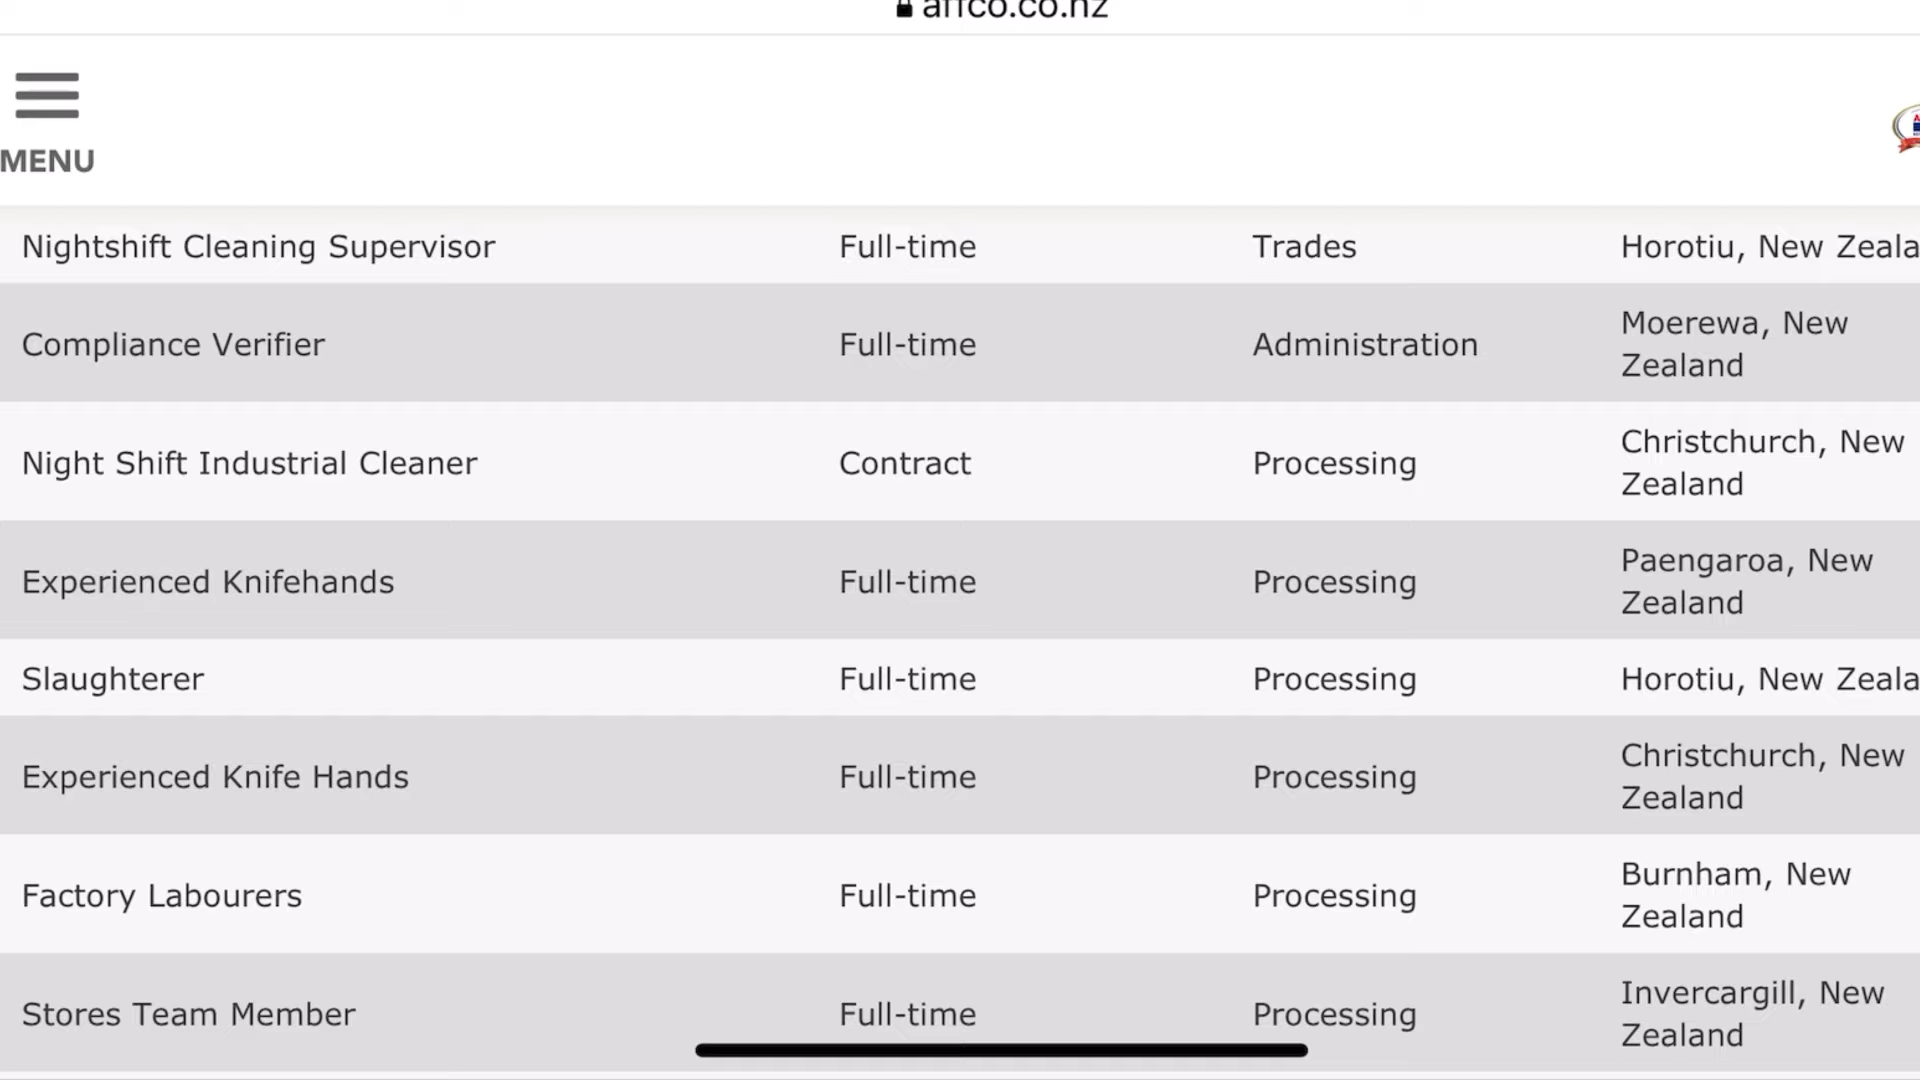 affco.co.nz
MENU
Nightshift Cleaning Supervisor Full-time Trades Horotiu, New Zeala
Compliance Verifier Full-time Administration Moerewa, New
Zealand
Night Shift Industrial Cleaner Contract Processing Christchurch, New
Zealand
Experienced Knifehands Full-time Processing Paengaroa, New
Zealand
Slaughterer Full-time Processing Horotiu, New Zeala
Experienced Knife Hands Full-time Processing Christchurch, New
Zealand
Factory Labourers Full-time Processing Burnham, New
Zealand
Stores Team Member Full-time Processing Invercargill, New
Zealand